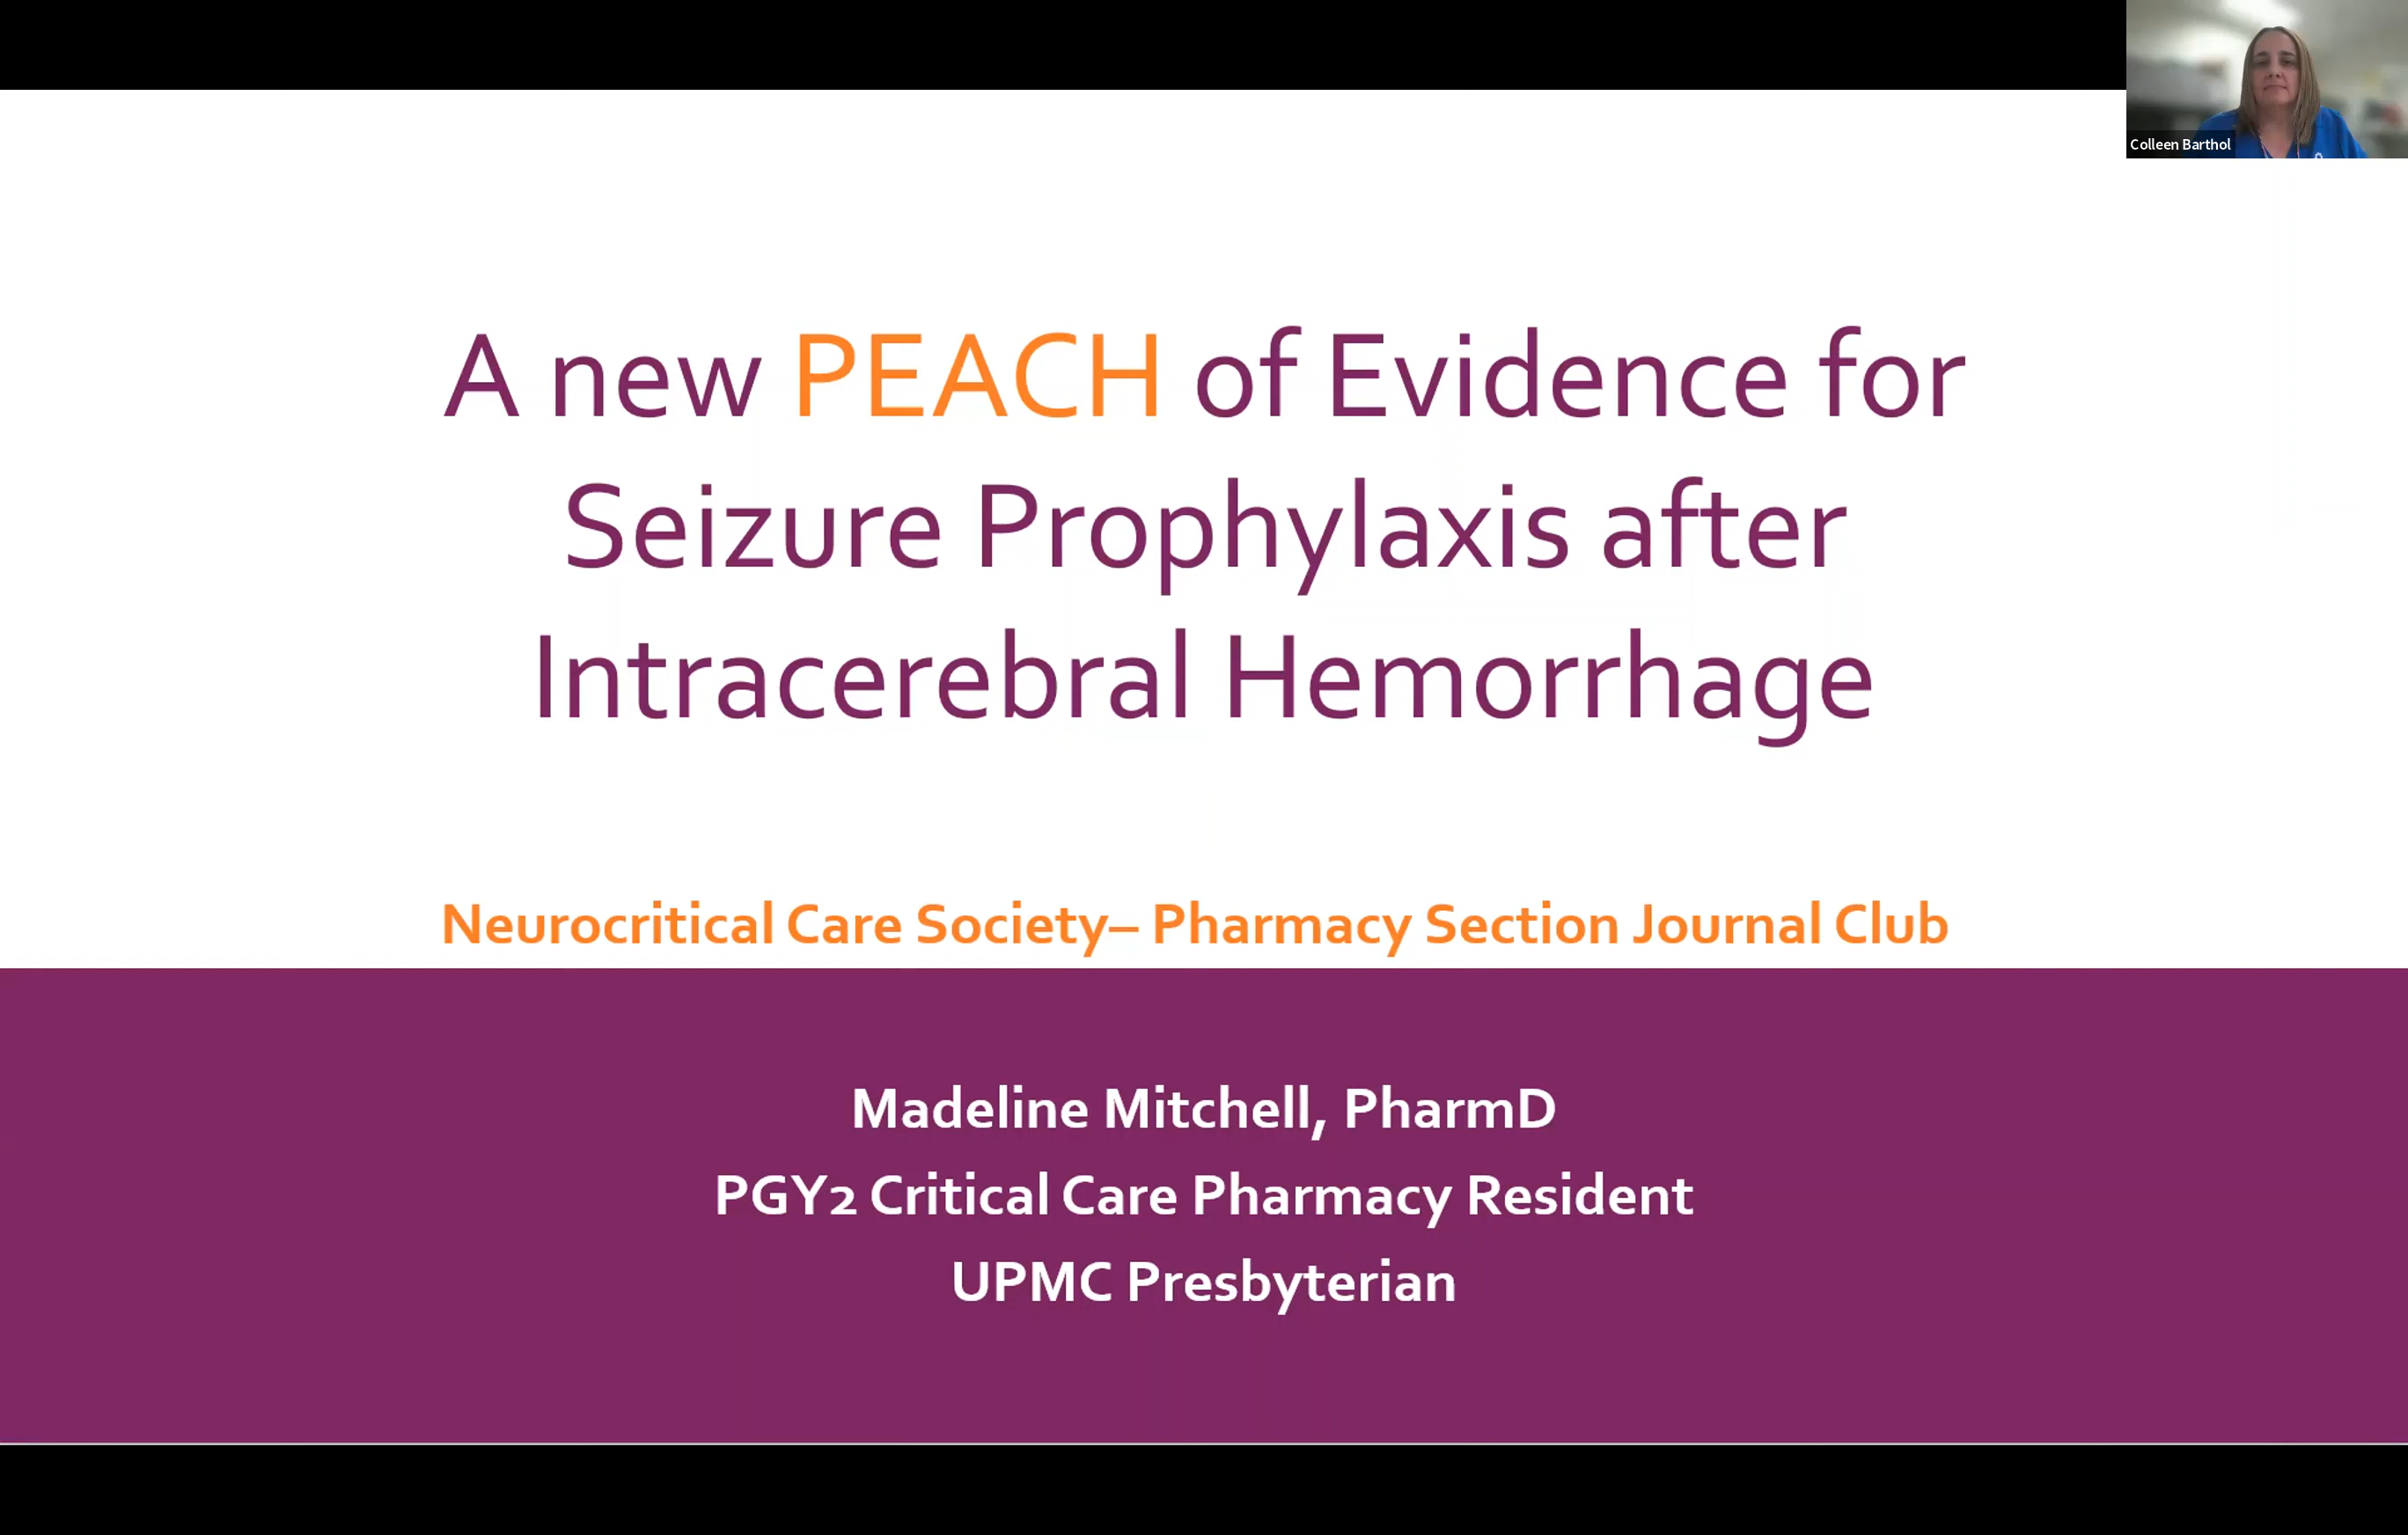 Colleen Barthol
A new PEACH of Evidence for
Seizure Prophylaxis after
Intracerebral Hemorrhage
Neurocritical Care Society– Pharmacy Section Journal Club
Madeline Mitchell, PharmD
PGY2 Critical Care Pharmacy Resident
UPMC Presbyterian